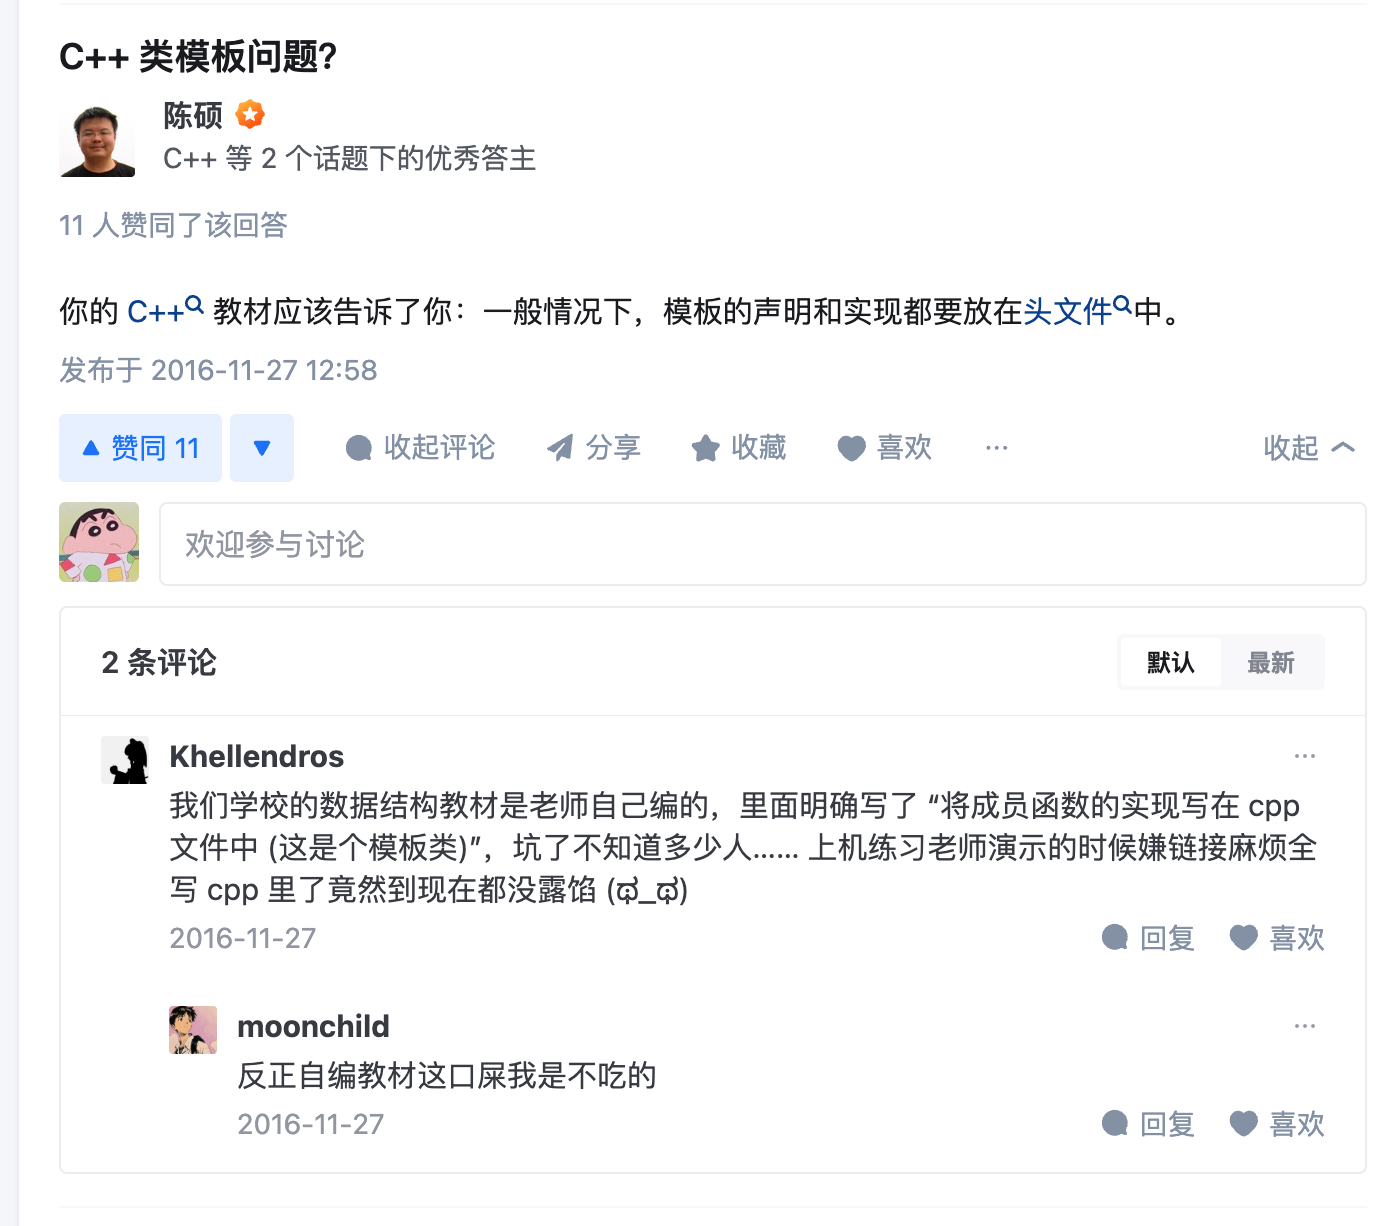 C++ 类模板问题?
陈硕
C++ 等 2 个话题下的优秀答主
11 人赞同了该回答
你的 C++ 教材应该告诉了你：一般情况下，模板的声明和实现都要放在头文件中。
发布于 2016-11-27 12:58
赞同 11
收起评论
分享
收藏
喜欢
收起
欢迎参与讨论
2 条评论
默认
最新
Khellendros
我们学校的数据结构教材是老师自己编的，里面明确写了 “将成员函数的实现写在 cpp
文件中 (这是个模板类)”，坑了不知道多少人…… 上机练习老师演示的时候嫌链接麻烦全
写 cpp 里了竟然到现在都没露馅 (ಥ_ಥ)
2016-11-27
回复
喜欢
moonchild
反正自编教材这口屎我是不吃的
2016-11-27
回复
喜欢